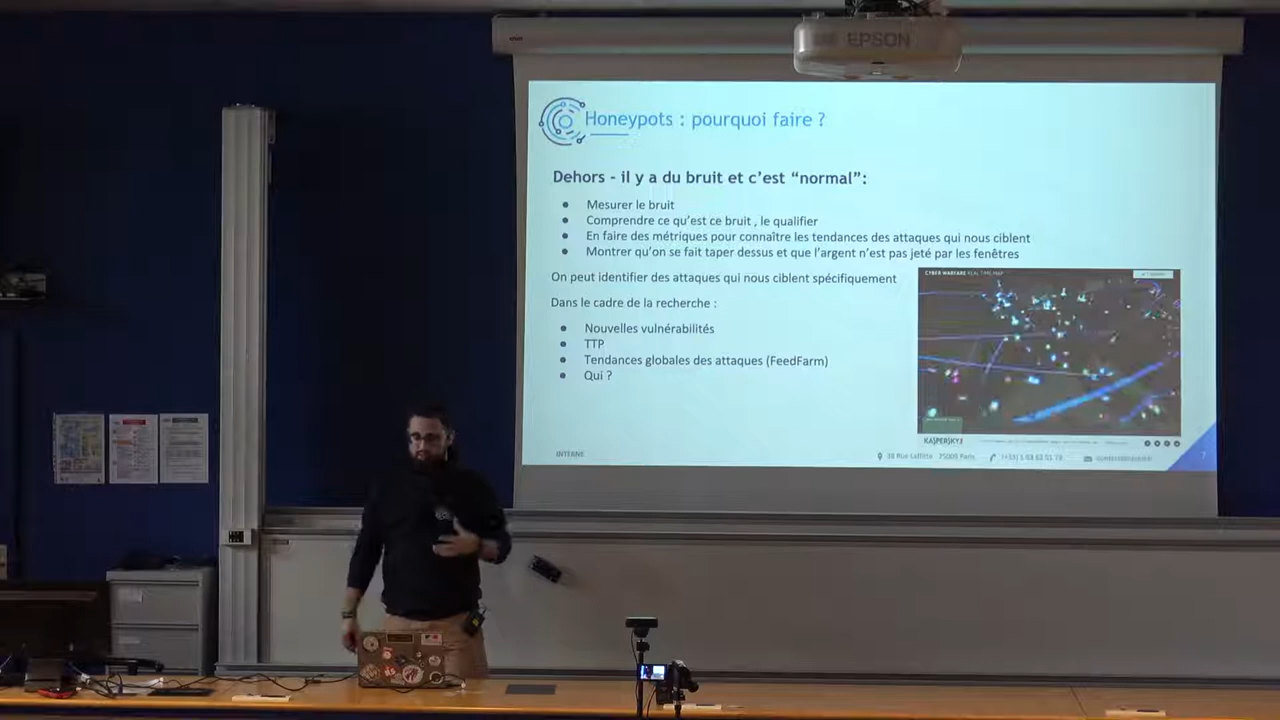 EPSON
Honeypots : pourquoi faire ?
Dehors - il y a du bruit et c'est "normal":
● Mesurer le bruit
● Comprendre ce qu'est ce bruit , le qualifier
● En faire des métriques pour connaître les tendances des attaques qui nous ciblent
● Montrer qu'on se fait taper dessus et que l'argent n'est pas jeté par les fenêtres
On peut identifier des attaques qui nous ciblent spécifiquement
CYBER WARFARE REAL TIME MAP
Dans le cadre de la recherche :
● Nouvelles vulnérabilités
● TTP
● Tendances globales des attaques (FeedFarm)
● Qui ?
KASPERSKY
INTERNE
38 Rue Laffitte 75009 Paris
7